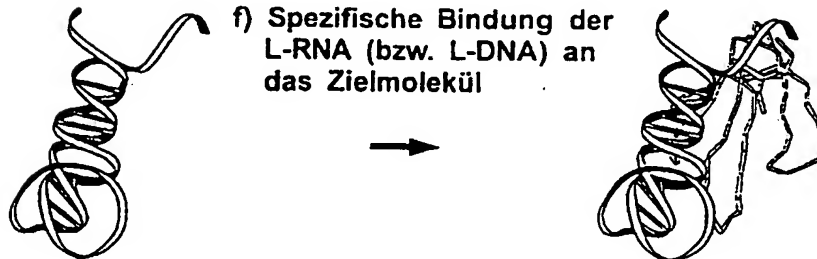 f) Spezifische Bindung der
L-RNA (bzw. L-DNA) an
das Zielmolekül